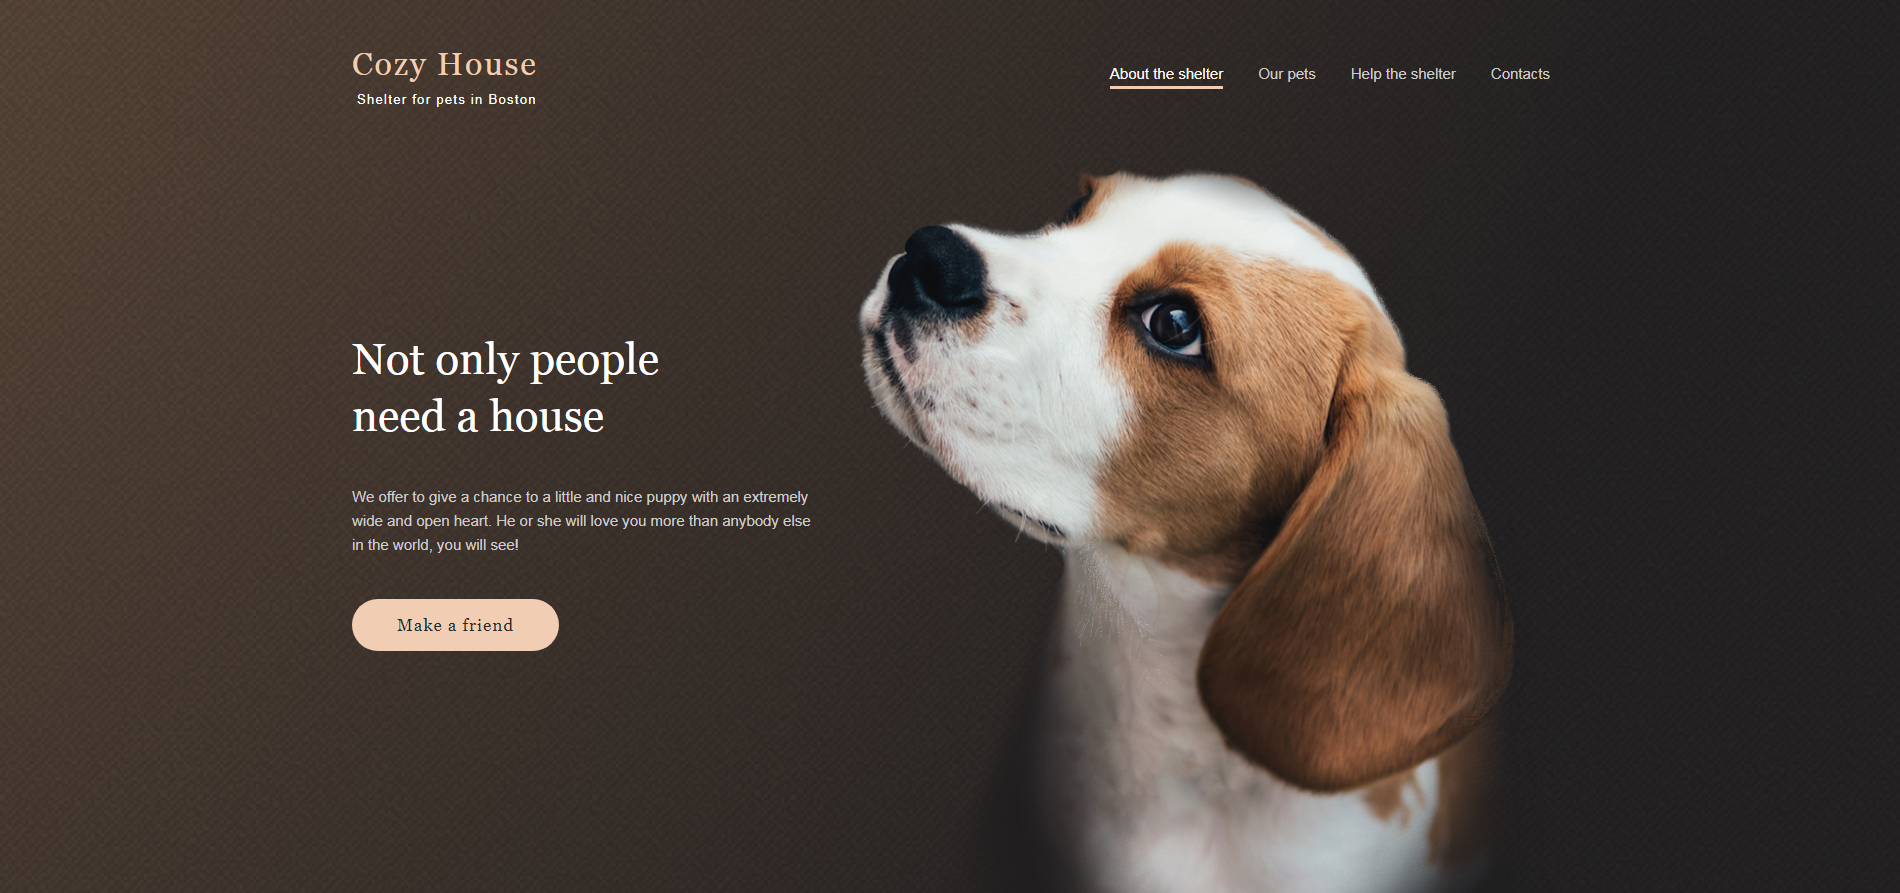 Cozy House
Shelter for pets in Boston
About the shelter
Our pets
Help the shelter
Contacts
Not only people
need a house
We offer to give a chance to a little and nice puppy with an extremely
wide and open heart. He or she will love you more than anybody else
in the world, you will see!
Make a friend